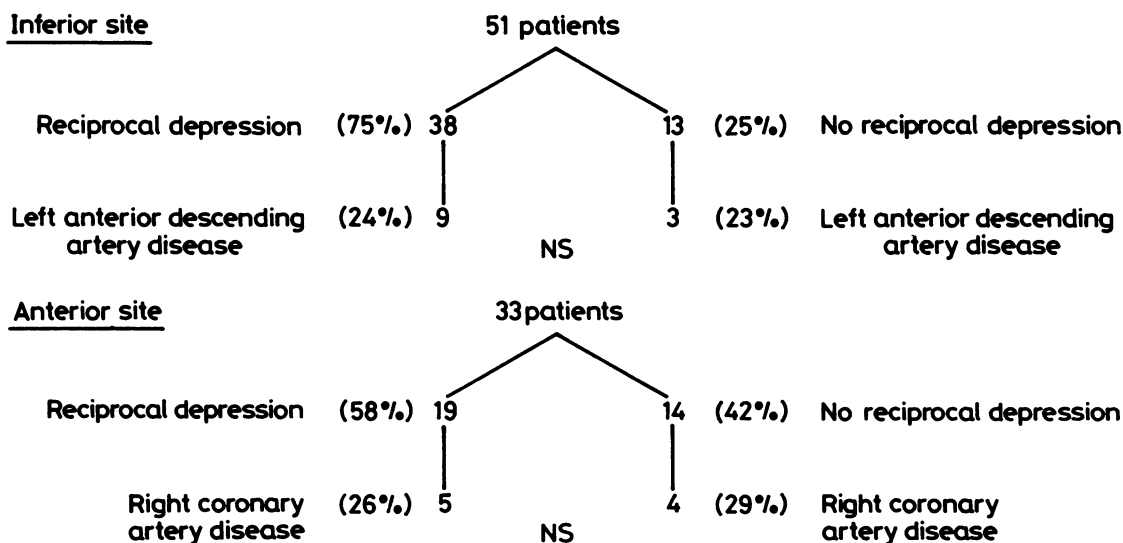 Inferior site 51 patients
Reciprocal depression (75%) 38 13 (25%) No reciprocal depression
Left anterior descending (24%) 9 3 (23%) Left anterior descending
artery disease NS artery disease
Anterior site 33 patients
Reciprocal depression (58%) 19 14 (42%) No reciprocal depression
Right coronary (26%) 5 4 (29%) Right coronary
artery disease NS artery disease